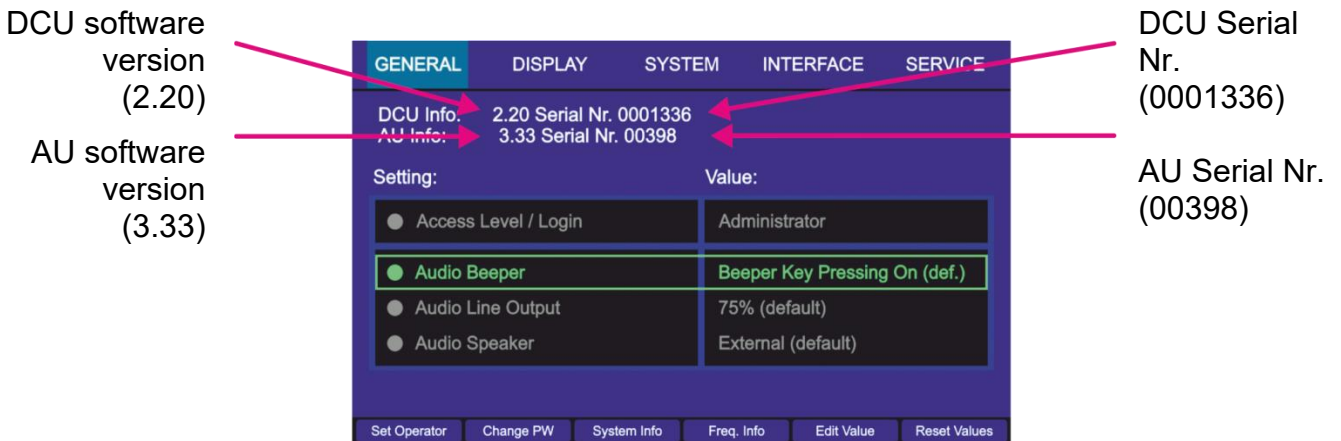 DCU software
version
(2.20)
AU software
version
(3.33)
GENERAL DISPLAY SYSTEM INTERFACE SERVICE
DCU Info: 2.20 Serial Nr. 0001336
AU Info: 3.33 Serial Nr. 00398
Setting: Value:
Access Level / Login Administrator
Audio Beeper Beeper Key Pressing On (def.)
Audio Line Output 75% (default)
Audio Speaker External (default)
Set Operator Change PW System Info Freq. Info Edit Value Reset Values
DCU Serial
Nr.
(0001336)
AU Serial Nr.
(00398)